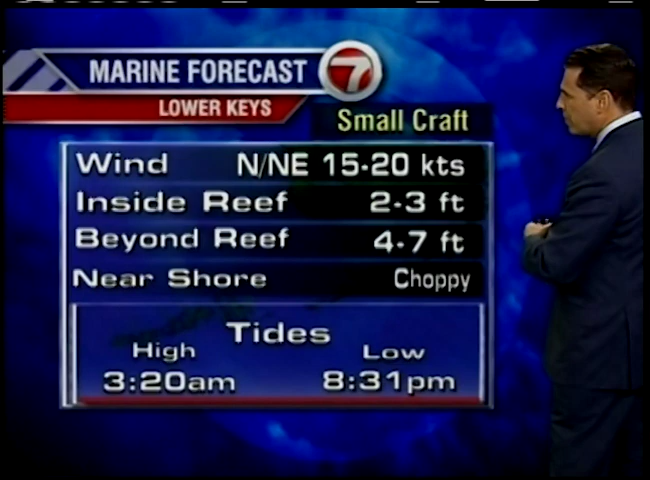 MARINE FORECAST 7
LOWER KEYS
Small Craft
Wind N/NE 15-20 kts
Inside Reef 2-3 ft
Beyond Reef 4-7 ft
Near Shore Choppy
Tides
High Low
3:20am 8:31pm